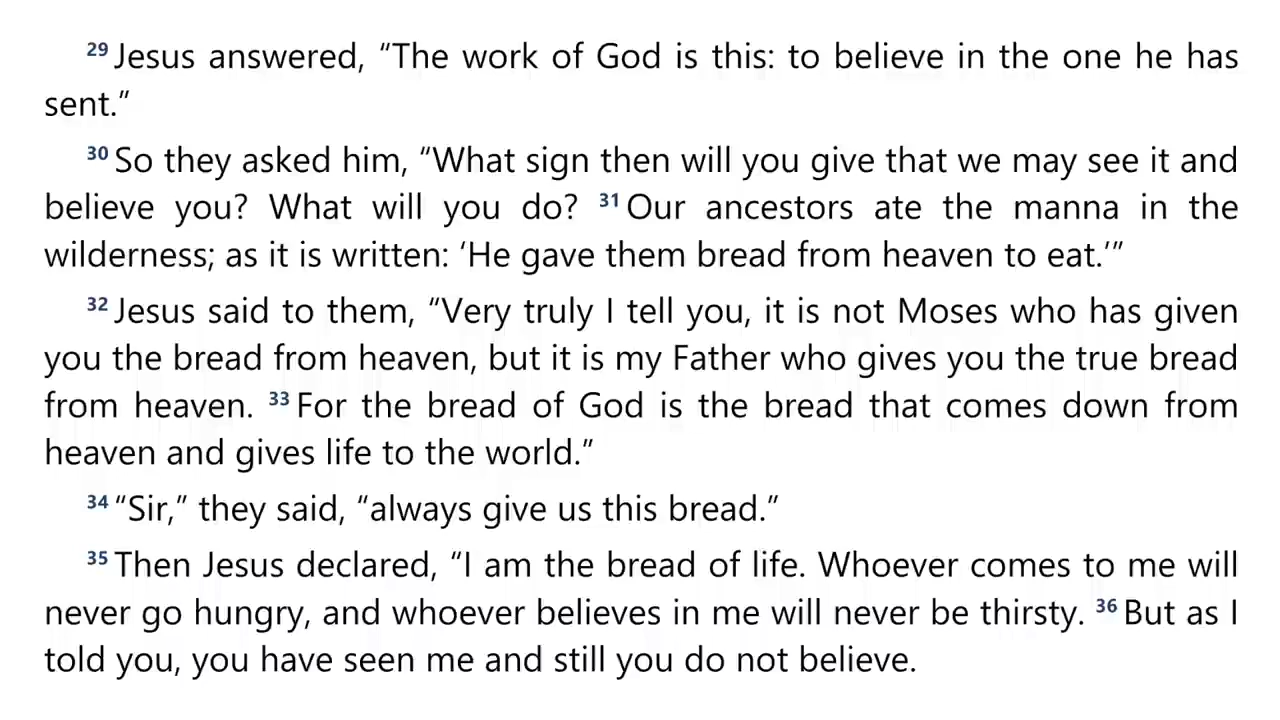 29 Jesus answered, “The work of God is this: to believe in the one he has
sent.”
30 So they asked him, “What sign then will you give that we may see it and
believe you? What will you do? 31 Our ancestors ate the manna in the
wilderness; as it is written: ‘He gave them bread from heaven to eat.’”
32 Jesus said to them, “Very truly I tell you, it is not Moses who has given
you the bread from heaven, but it is my Father who gives you the true bread
from heaven. 33 For the bread of God is the bread that comes down from
heaven and gives life to the world.”
34 “Sir,” they said, “always give us this bread.”
35 Then Jesus declared, “I am the bread of life. Whoever comes to me will
never go hungry, and whoever believes in me will never be thirsty. 36 But as I
told you, you have seen me and still you do not believe.